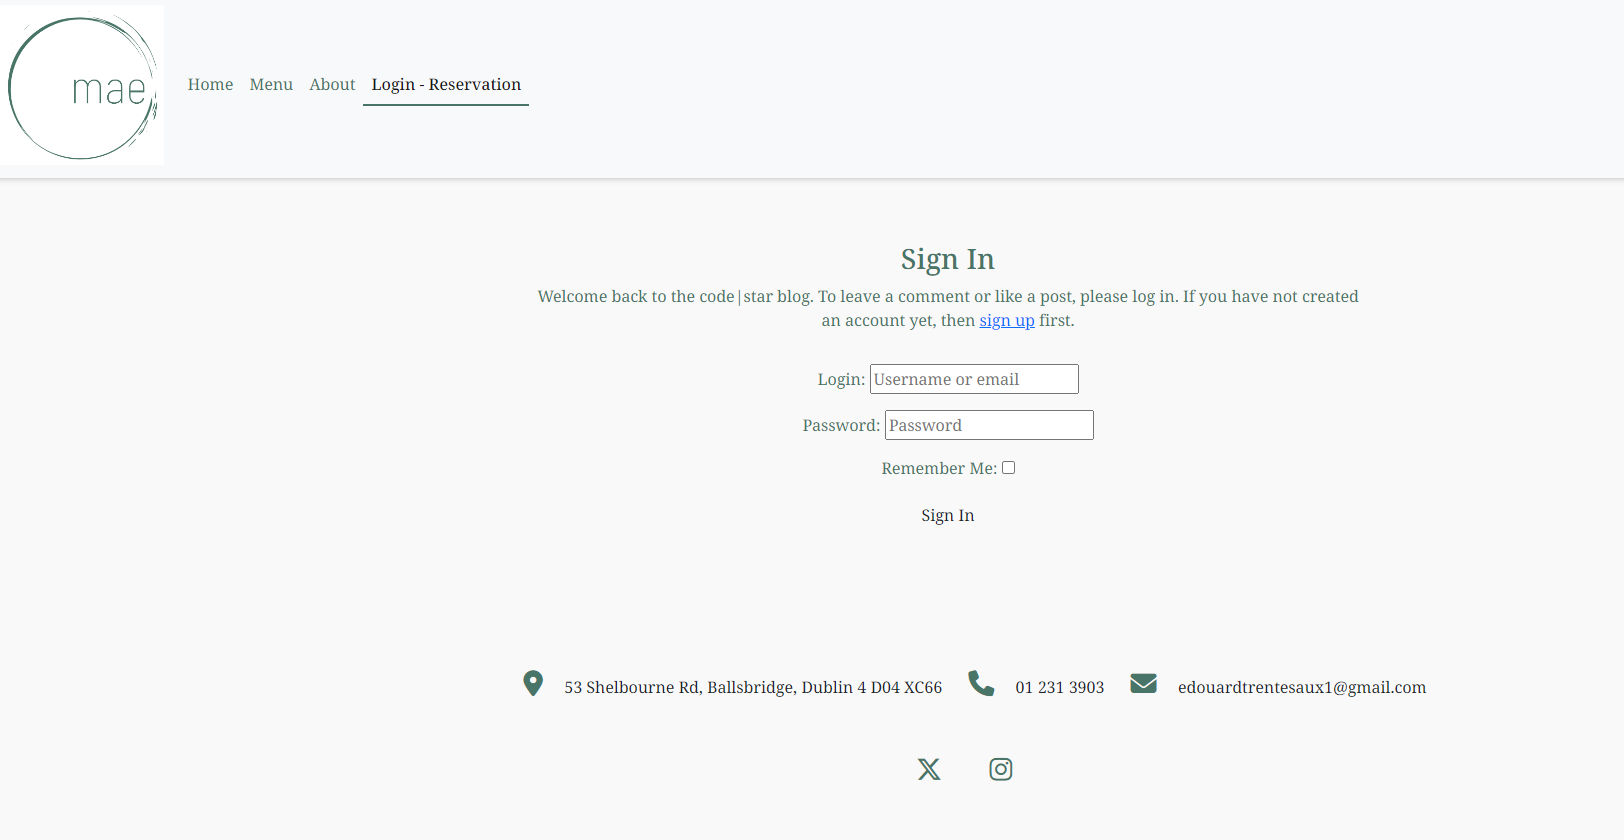 mae
Home Menu About Login - Reservation
Sign In
Welcome back to the code|star blog. To leave a comment or like a post, please log in. If you have not created
an account yet, then sign up first.
Login: Username or email
Password: Password
Remember Me:
Sign In
53 Shelbourne Rd, Ballsbridge, Dublin 4 D04 XC66 01 231 3903 edouardtrentesaux1@gmail.com